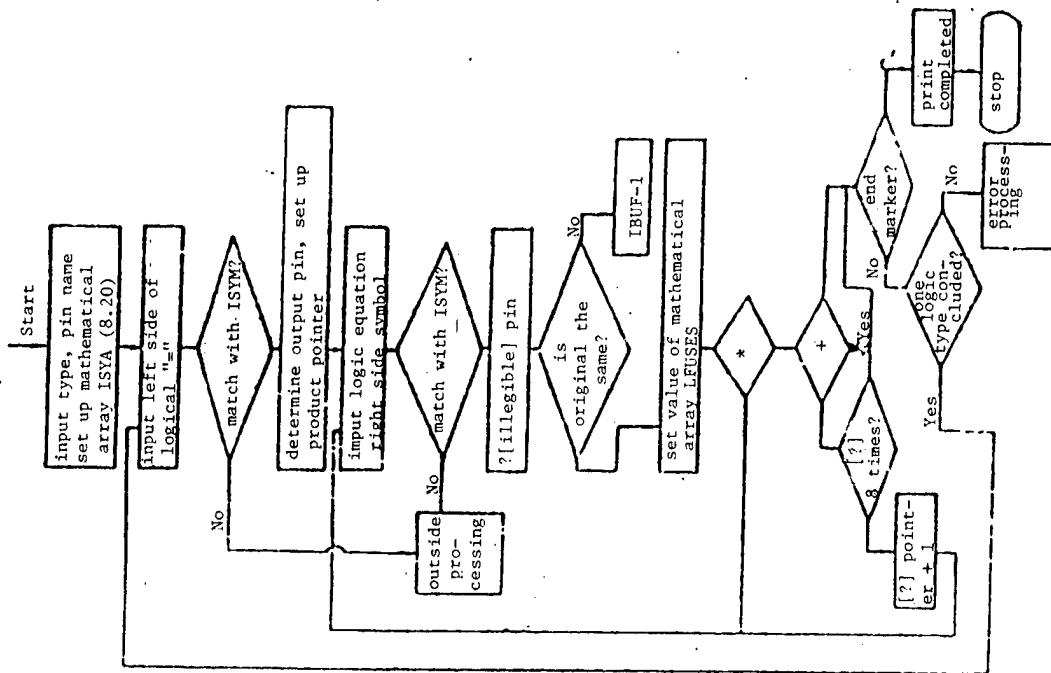 Start
input type, pin name
set up mathematical
array ISYA (8.20)
input left side of
logical "="
match with ISYM?
No
determine output pin, set up
product pointer
imput logic equation
right side symbol
match with ISYM?
No
outside
pro-
cessing
?[illegible] pin
is
original the
same?
No
IBUF-1
set value of mathematical
array LFUSES
*
+
[?]
8 times?
Yes
[?] point-
er + 1
end
marker?
No
print
completed
stop
one
logic
type con-
cluded?
Yes
No
error
process-
ing